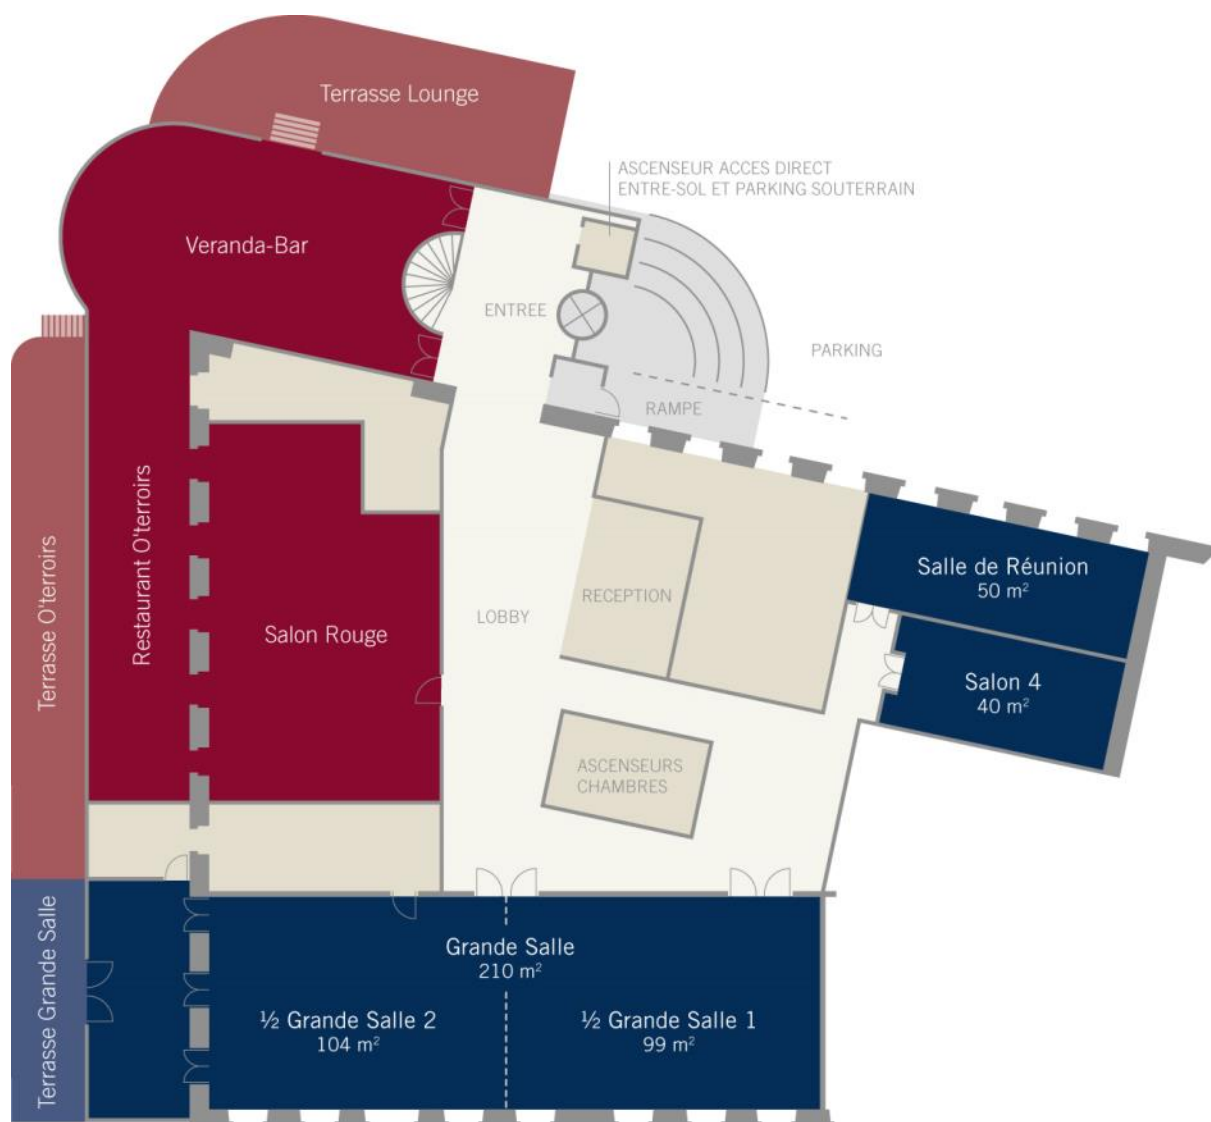 Terrasse Lounge
ASCENSEUR ACCES DIRECT
ENTRE-SOL ET PARKING SOUTERRAIN
Veranda-Bar
ENTREE
PARKING
RAMPE
Terrasse O'terroirs
Restaurant O'terroirs
Salon Rouge
LOBBY
RECEPTION
Salle de Réunion
50 m²
Salon 4
40 m²
ASCENSEURS
CHAMBRES
Terrasse Grande Salle
Grande Salle
210 m²
½ Grande Salle 2
104 m²
½ Grande Salle 1
99 m²